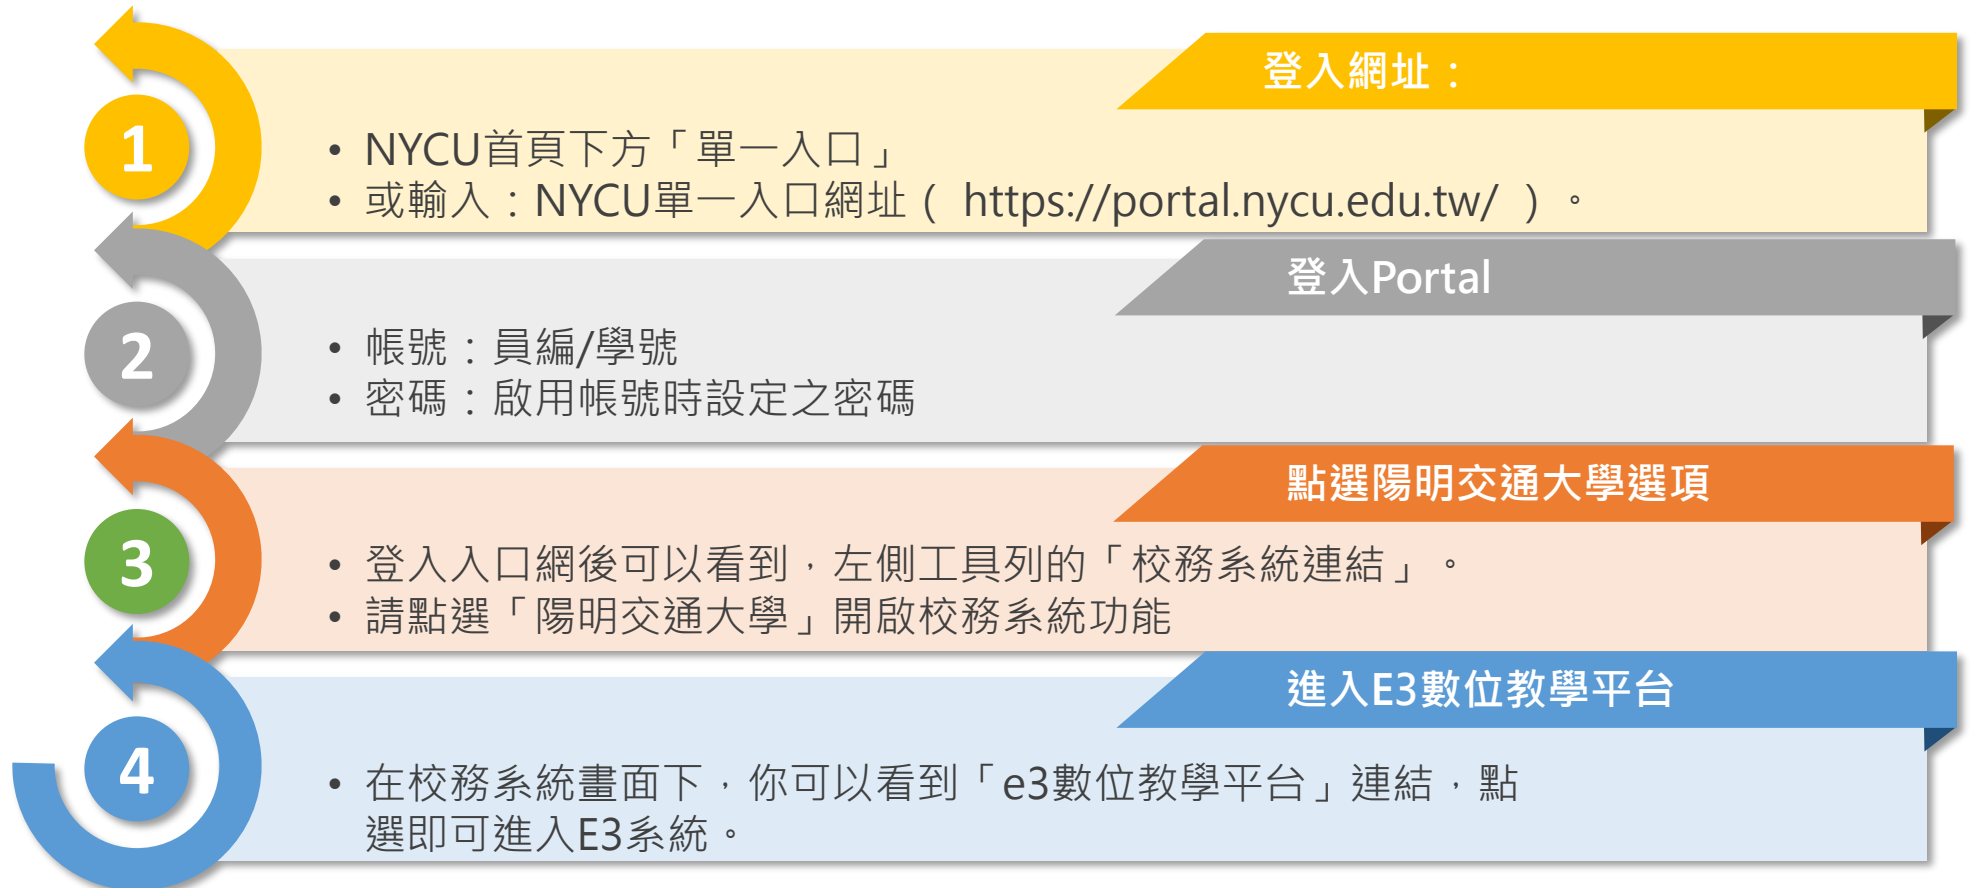 登入網址：
1
• NYCU首頁下方「單一入口」
• 或輸入：NYCU單一入口網址（ https://portal.nycu.edu.tw/ ）。
登入Portal
2
• 帳號：員編/學號
• 密碼：啟用帳號時設定之密碼
點選陽明交通大學選項
3
• 登入入口網後可以看到，左側工具列的「校務系統連結」。
• 請點選「陽明交通大學」開啟校務系統功能
進入E3數位教學平台
4
• 在校務系統畫面下，你可以看到「e3數位教學平台」連結，點
選即可進入E3系統。